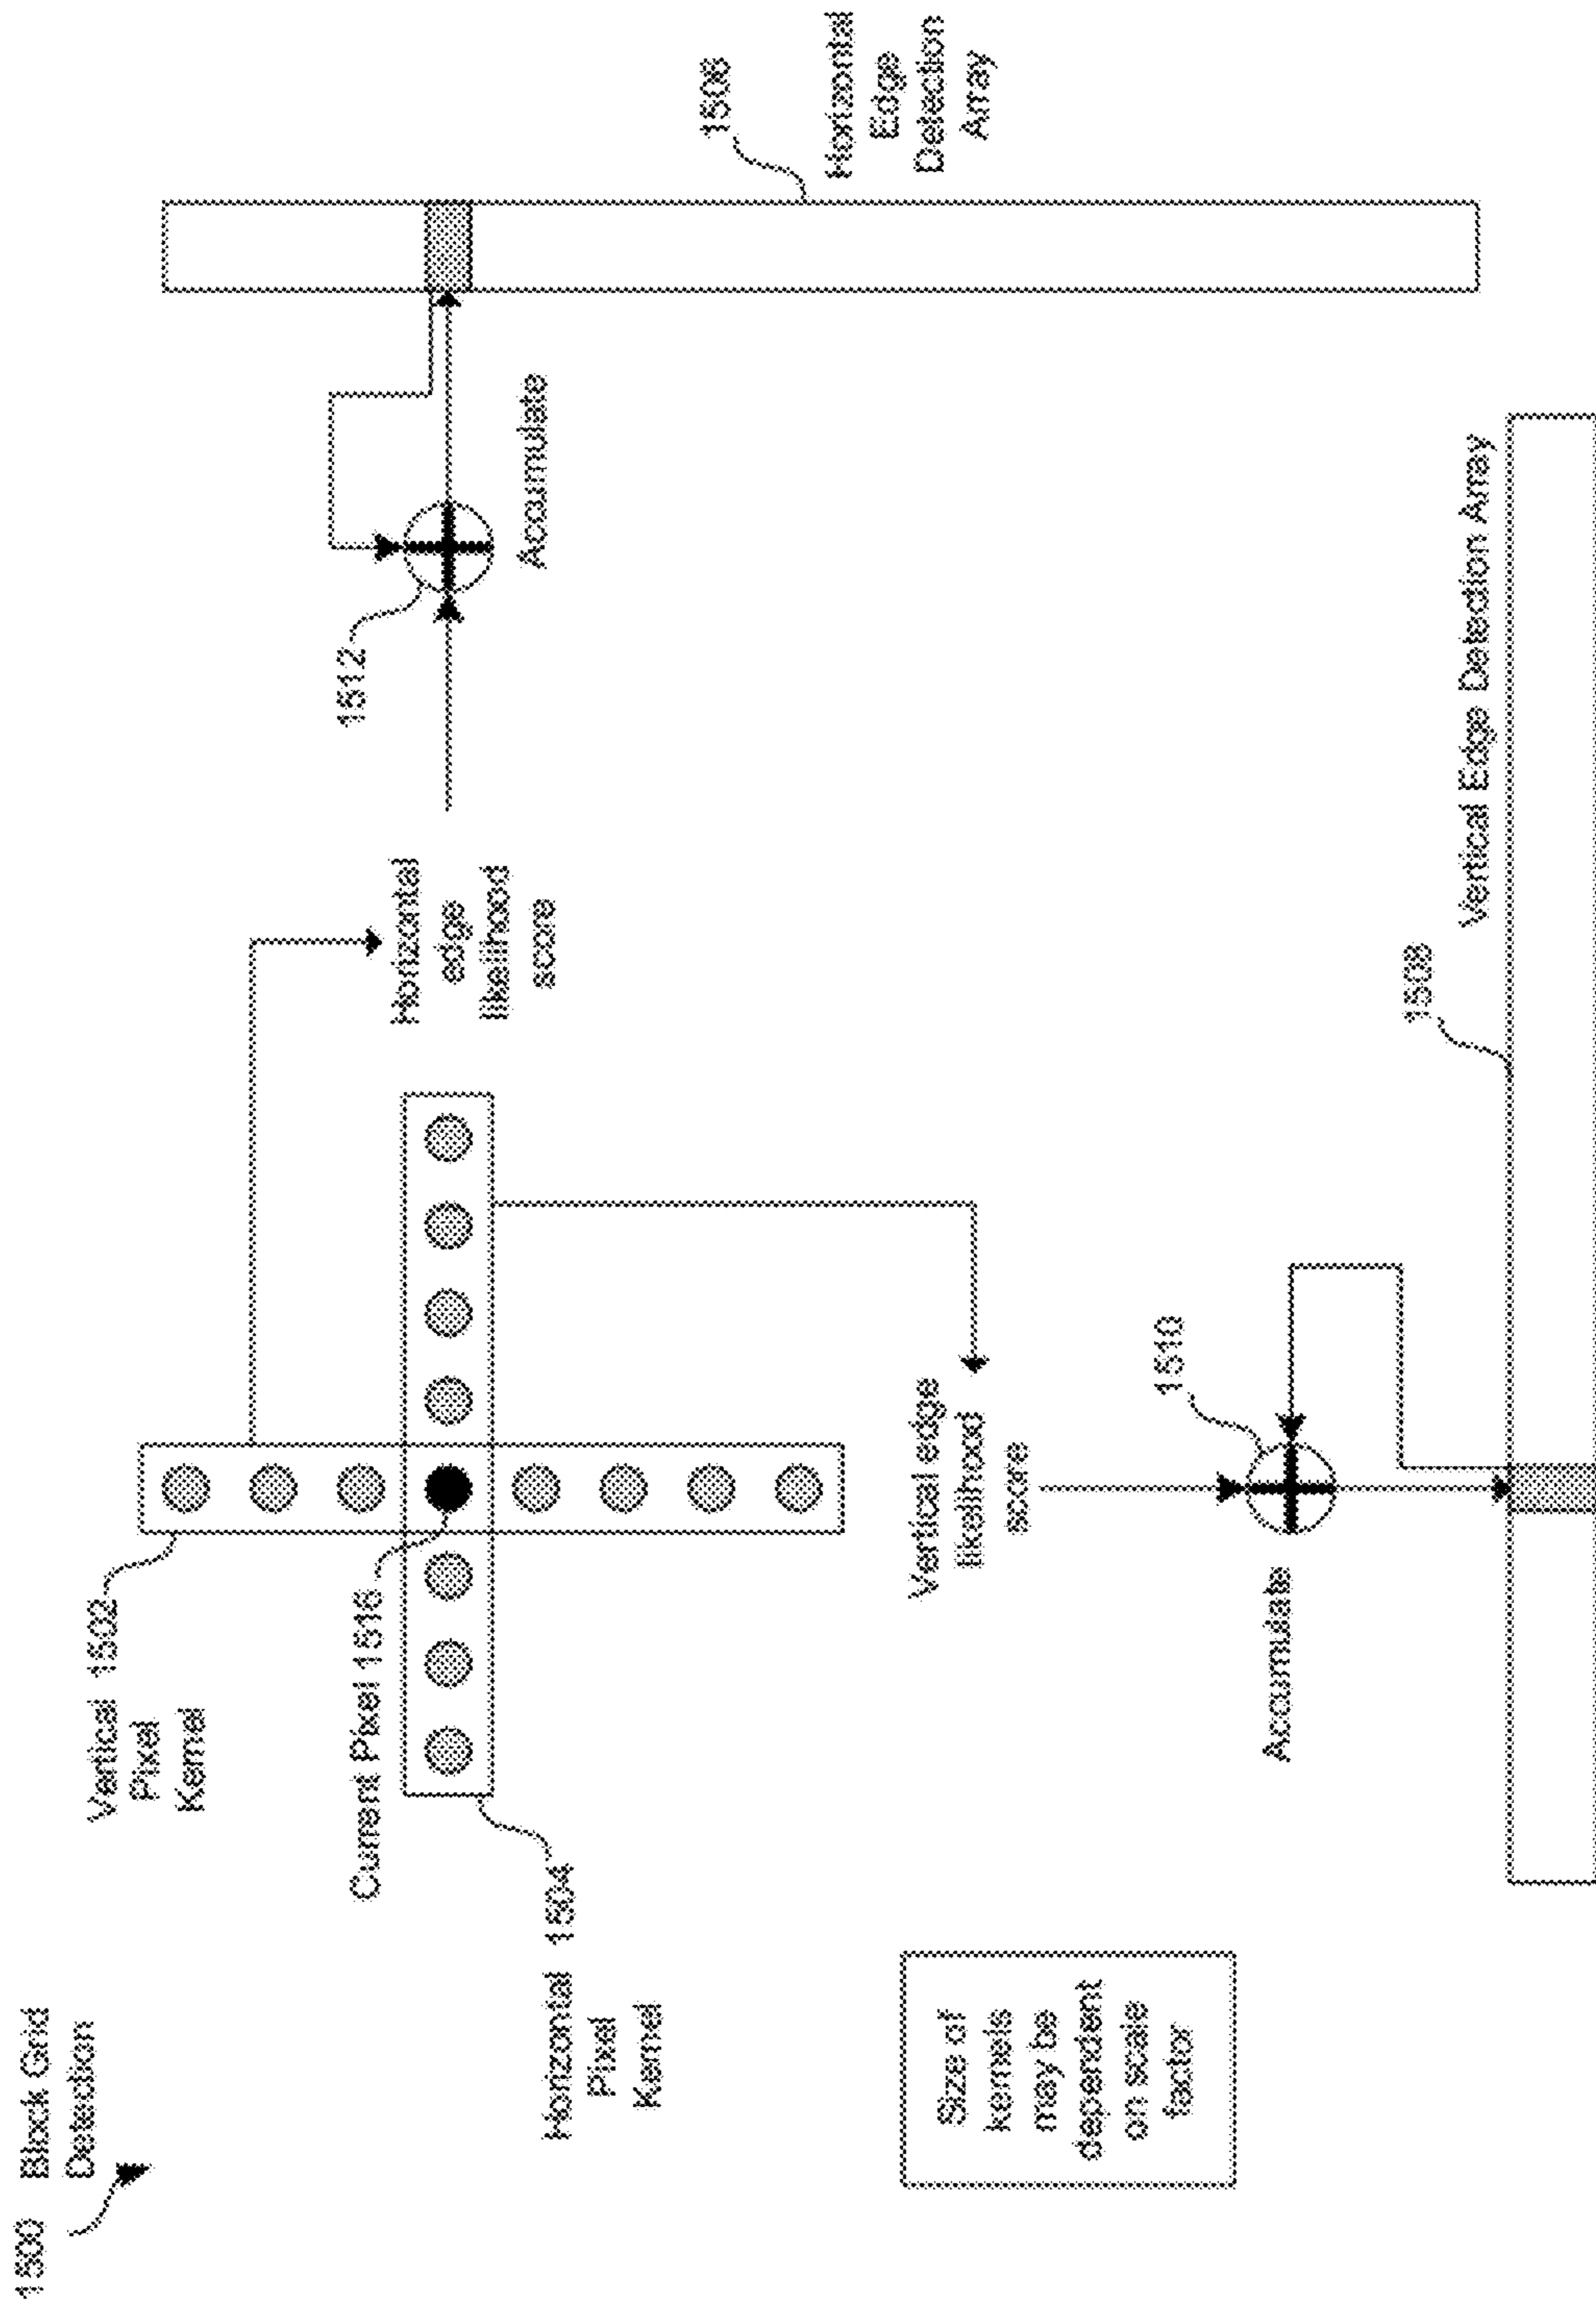 1500 Block Grid
Detection
Vertical 1502
Pixel
Kernel
Current Pixel 1516
Horizontal 1504
Pixel
Kernel
Horizontal
edge
likelihood
score
1512
Accumulate
1506
Horizontal
Edge
Detection
Array
Vertical edge
likelihood
score
1510
Accumulate
1508
Vertical Edge Detection Array
Size of
kernels
may be
dependent
on scale
factor